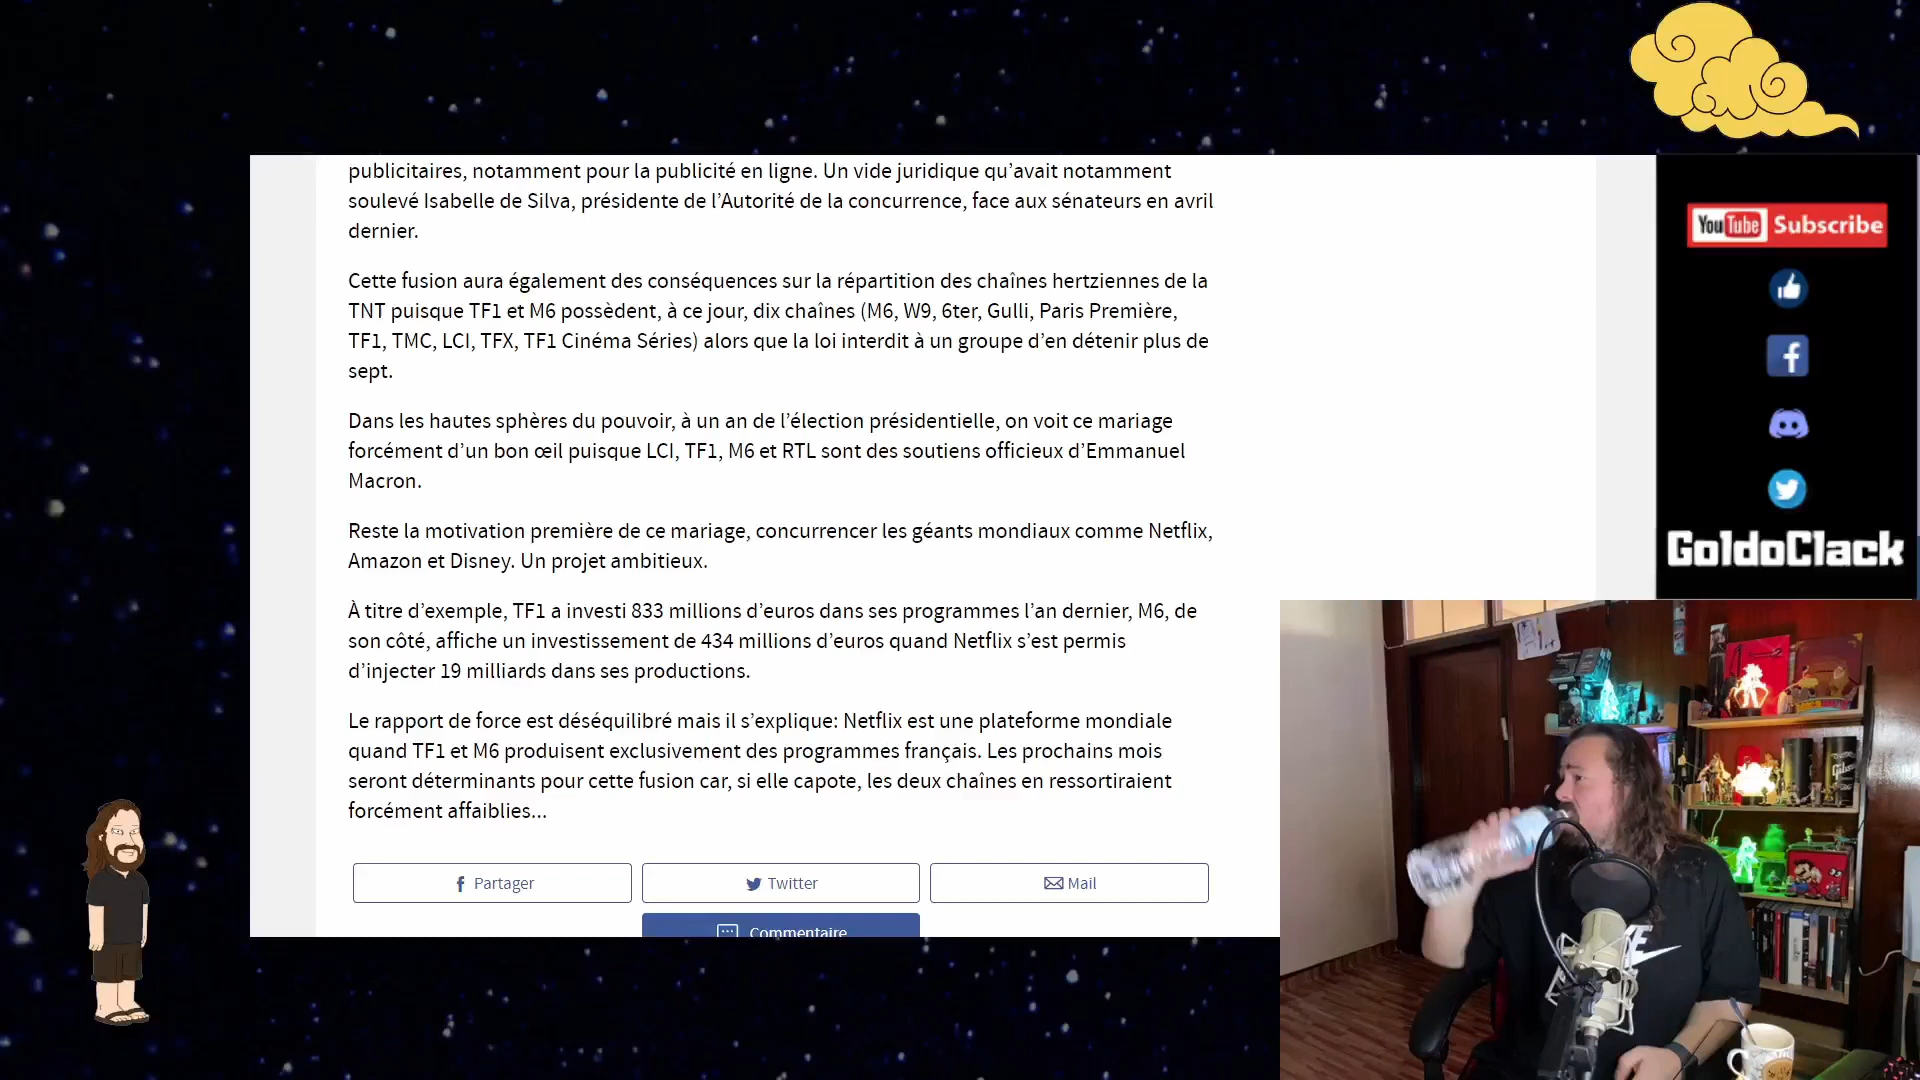 publicitaires, notamment pour la publicité en ligne. Un vide juridique qu’avait notamment
soulevé Isabelle de Silva, présidente de l’Autorité de la concurrence, face aux sénateurs en avril
dernier.
Cette fusion aura également des conséquences sur la répartition des chaînes hertziennes de la
TNT puisque TF1 et M6 possèdent, à ce jour, dix chaînes (M6, W9, 6ter, Gulli, Paris Première,
TF1, TMC, LCI, TFX, TF1 Cinéma Séries) alors que la loi interdit à un groupe d’en détenir plus de
sept.
Dans les hautes sphères du pouvoir, à un an de l’élection présidentielle, on voit ce mariage
forcément d’un bon œil puisque LCI, TF1, M6 et RTL sont des soutiens officieux d’Emmanuel
Macron.
Reste la motivation première de ce mariage, concurrencer les géants mondiaux comme Netflix,
Amazon et Disney. Un projet ambitieux.
À titre d’exemple, TF1 a investi 833 millions d’euros dans ses programmes l’an dernier, M6, de
son côté, affiche un investissement de 434 millions d’euros quand Netflix s’est permis
d’injecter 19 milliards dans ses productions.
Le rapport de force est déséquilibré mais il s’explique: Netflix est une plateforme mondiale
quand TF1 et M6 produisent exclusivement des programmes français. Les prochains mois
seront déterminants pour cette fusion car, si elle capote, les deux chaînes en ressortiraient
forcément affaiblies...
Partager
Twitter
Mail
Commentaire
YouTube Subscribe
GoldoClack